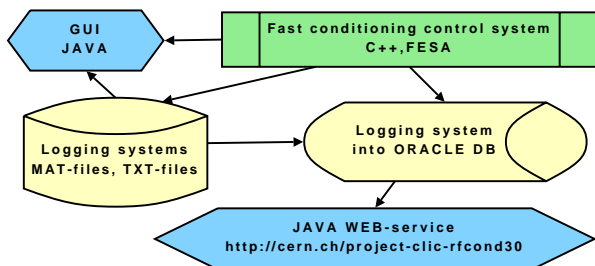 GUI
JAVA
Fast conditioning control system
C++,FESA
Logging systems
MAT-files, TXT-files
Logging system
into ORACLE DB
JAVA WEB-service
http://cern.ch/project-clic-rfcond30